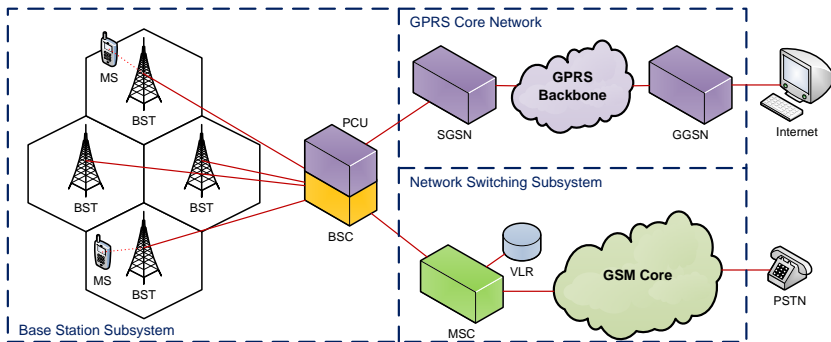 GPRS Core Network
MS
BST
PCU
SGSN
GPRS
Backbone
GGSN
Internet
BST
BST
Network Switching Subsystem
BSC
VLR
GSM Core
MS
BST
MSC
PSTN
Base Station Subsystem